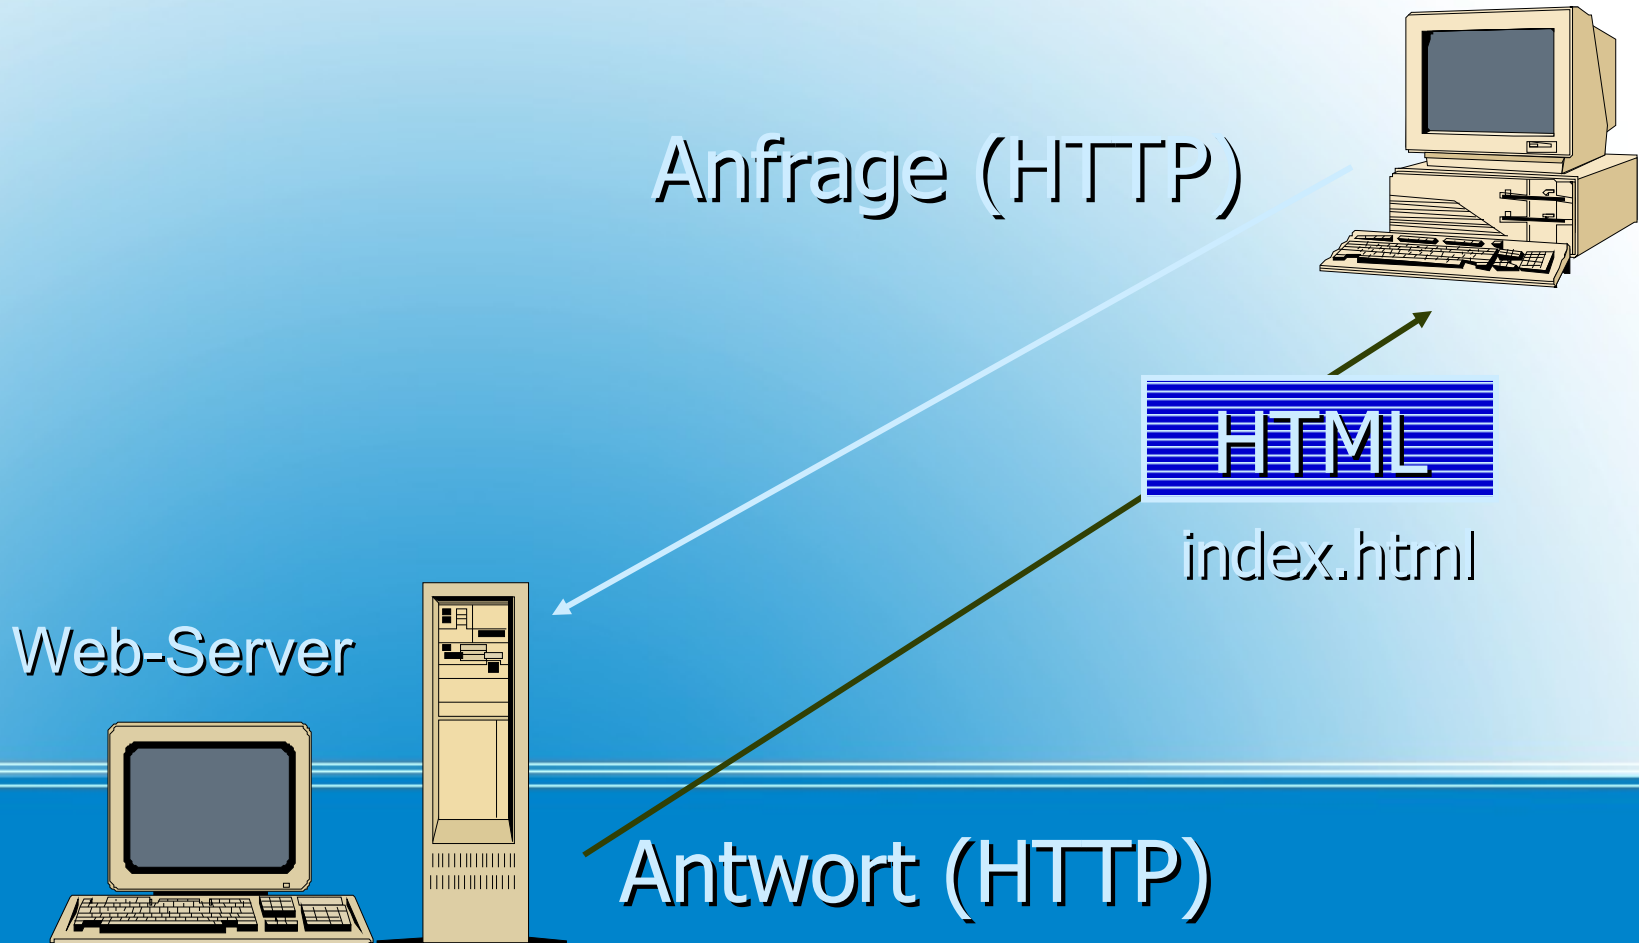 Anfrage (HTTP)
HTML
index.html
Web-Server
Antwort (HTTP)